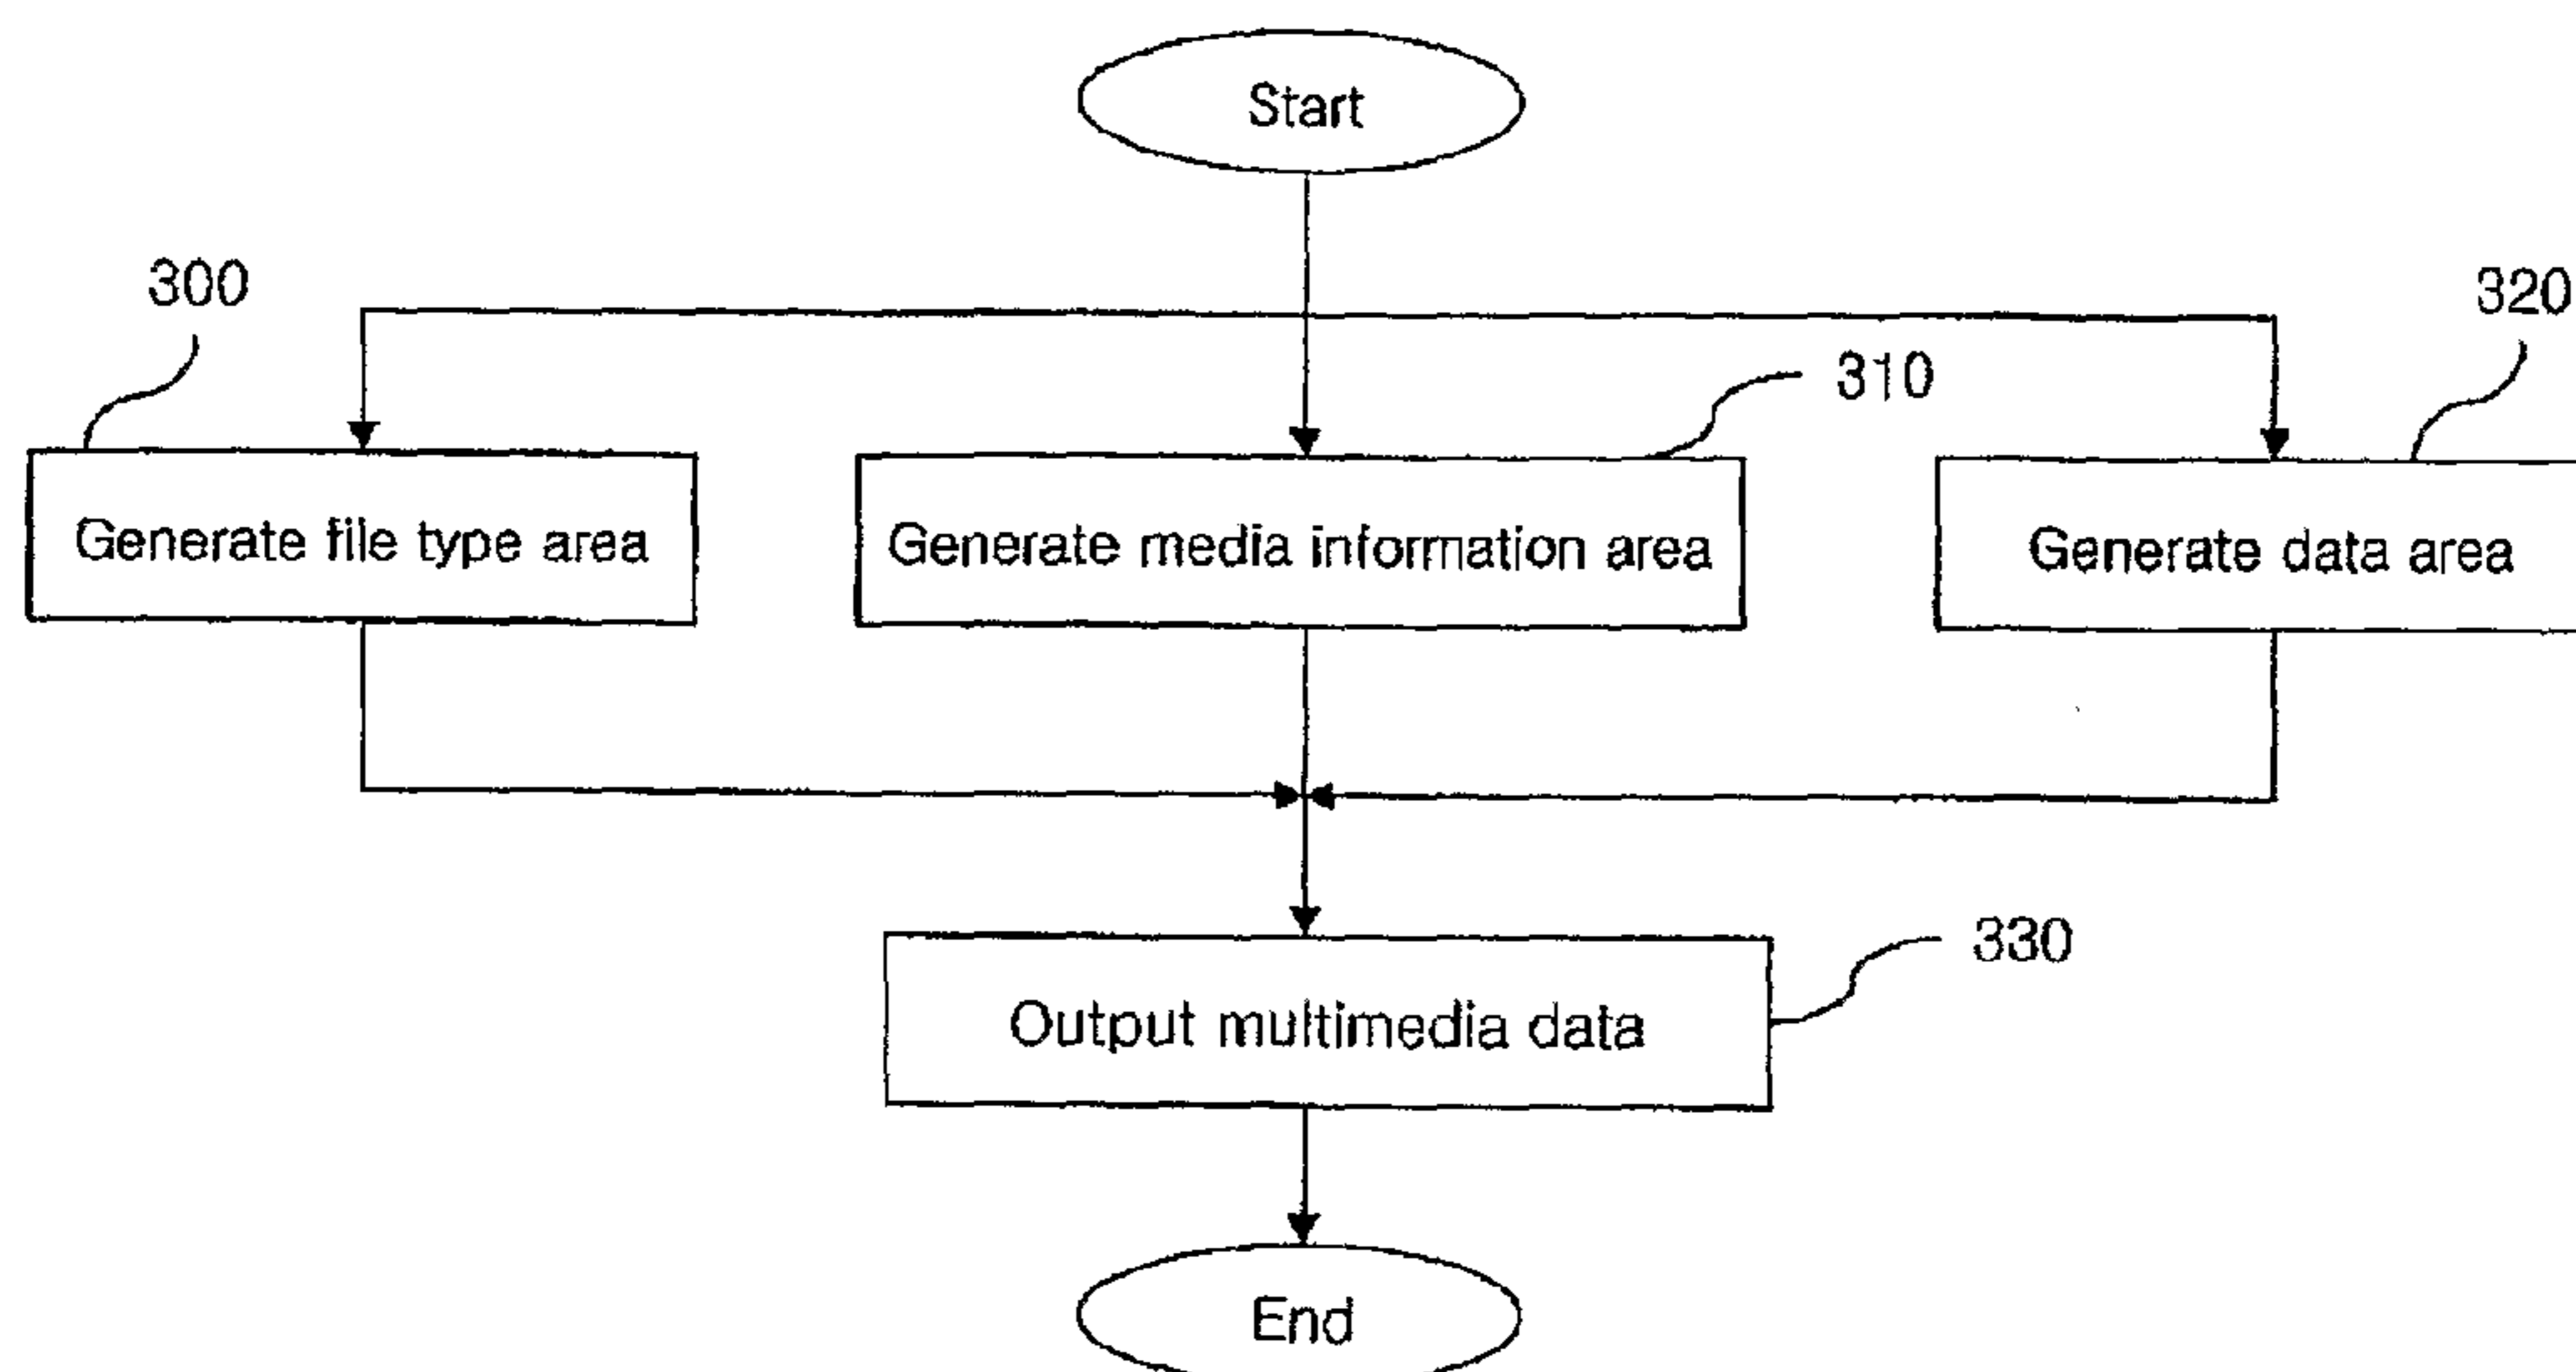 Start
300
320
310
Generate file type area
Generate media information area
Generate data area
330
Output multimedia data
End